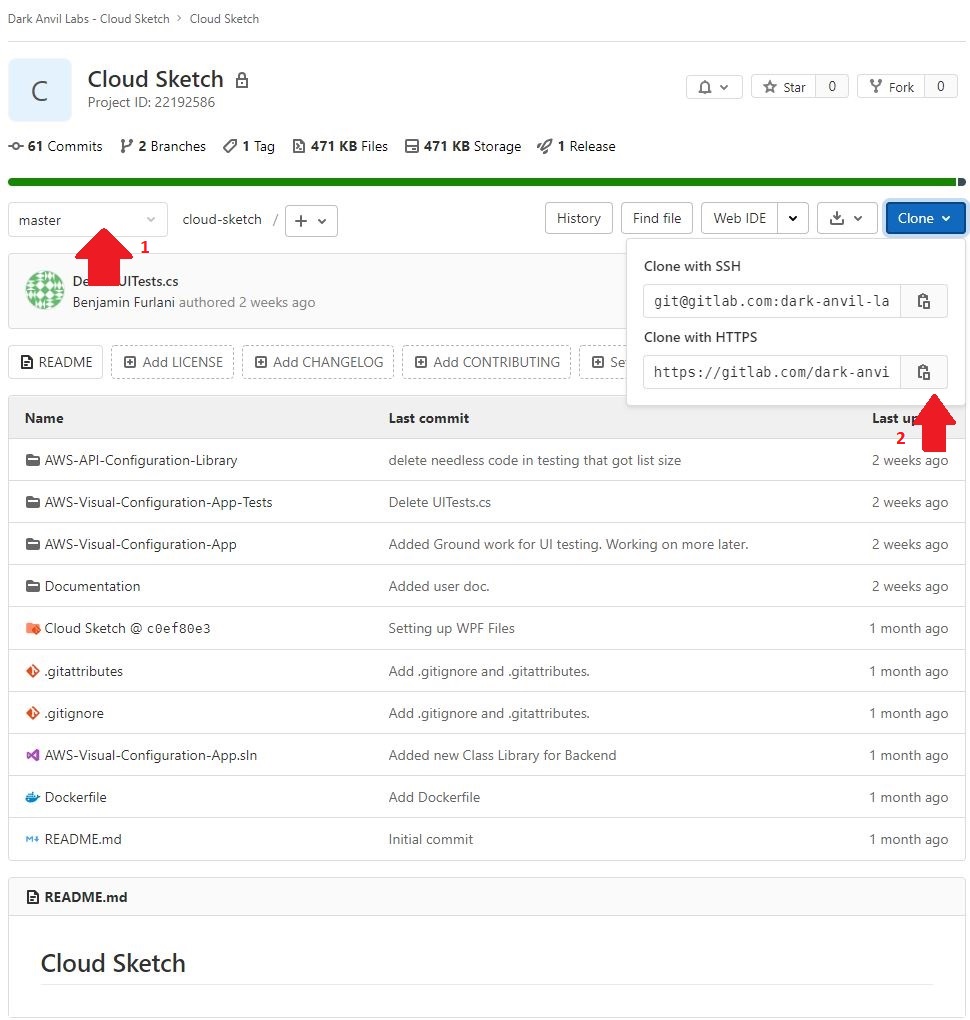 Dark Anvil Labs - Cloud Sketch > Cloud Sketch
C
Cloud Sketch
Project ID: 22192586
Star 0 Fork 0
61 Commits 2 Branches 1 Tag 471 KB Files 471 KB Storage 1 Release
master cloud-sketch / + History Find file Web IDE Clone
1
UITests.cs
Benjamin Furlani authored 2 weeks ago
Clone with SSH
git@gitlab.com:dark-anvil-la
Clone with HTTPS
https://gitlab.com/dark-anvi
README Add LICENSE Add CHANGELOG Add CONTRIBUTING
2
Name Last commit Last
AWS-API-Configuration-Library delete needless code in testing that got list size 2 weeks ago
AWS-Visual-Configuration-App-Tests Delete UITests.cs 2 weeks ago
AWS-Visual-Configuration-App Added Ground work for UI testing. Working on more later. 2 weeks ago
Documentation Added user doc. 2 weeks ago
Cloud Sketch @ c0ef80e3 Setting up WPF Files 1 month ago
.gitattributes Add .gitignore and .gitattributes. 1 month ago
.gitignore Add .gitignore and .gitattributes. 1 month ago
AWS-Visual-Configuration-App.sln Added new Class Library for Backend 1 month ago
Dockerfile Add Dockerfile 1 month ago
README.md Initial commit 1 month ago
README.md
Cloud Sketch